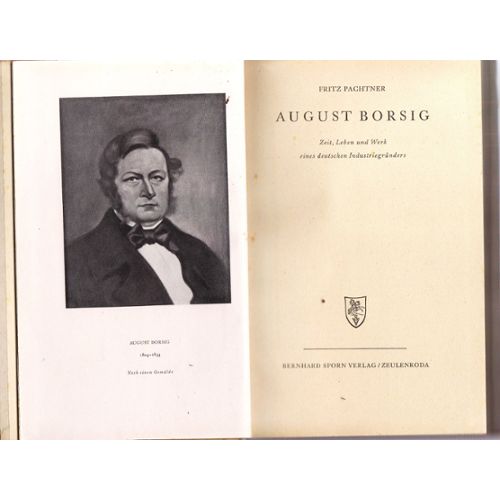 AUGUST BORSIG
1804-1854
Nach einem Gemälde
FRITZ PACHTNER
AUGUST BORSIG
Zeit, Leben und Werk
eines deutschen Industriegründers
BERNHARD SPORN VERLAG/ZEULENRODA